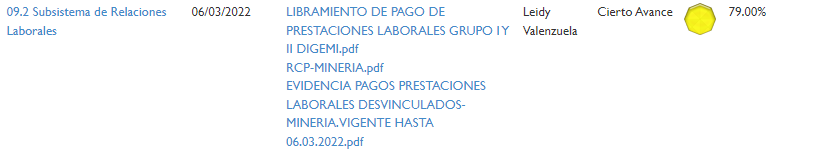 09.2 Subsistema de Relaciones
Laborales
06/03/2022
LIBRAMIENTO DE PAGO DE
PRESTACIONES LABORALES GRUPO I Y
II DIGEMI.pdf
RCP-MINERIA.pdf
EVIDENCIA PAGOS PRESTACIONES
LABORALES DESVINCULADOS-
MINERIA.VIGENTE HASTA
06.03.2022.pdf
Leidy
Valenzuela
Cierto Avance
79.00%